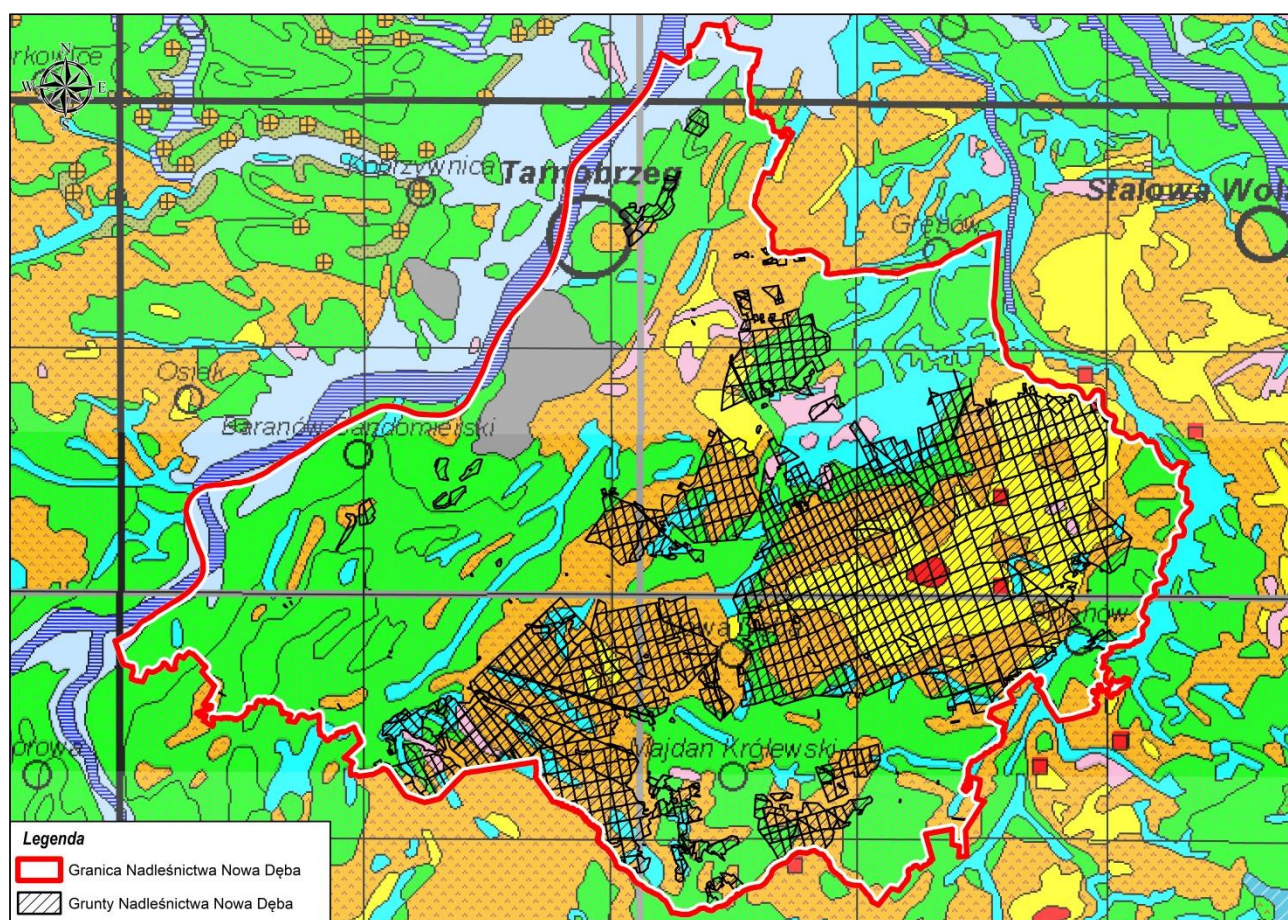 N
W
E
S
Koprzywnica
Tarnobrzeg
Stalowa Wol
Grębów
Osiek
Baranów Sandomierski
Majdan Królewski
Legenda
Granica Nadleśnictwa Nowa Dęba
Grunty Nadleśnictwa Nowa Dęba